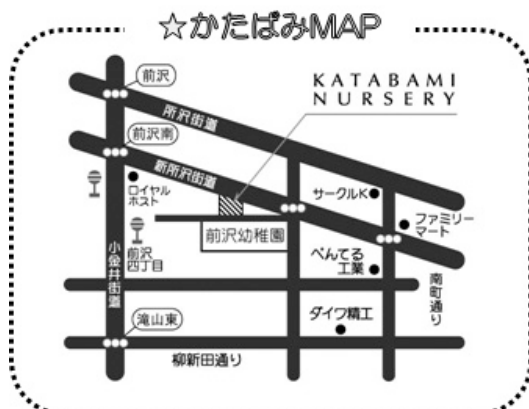 ☆かたばみMAP
前沢
KATABAMI
NURSERY
所沢街道
前沢南
新所沢街道
ロイヤル
ホスト
サークルK
ファミリー
マート
前沢幼稚園
前沢
四丁目
ぺんてる
工業
小金井街道
南町通り
滝山東
ダイワ精工
柳新田通り